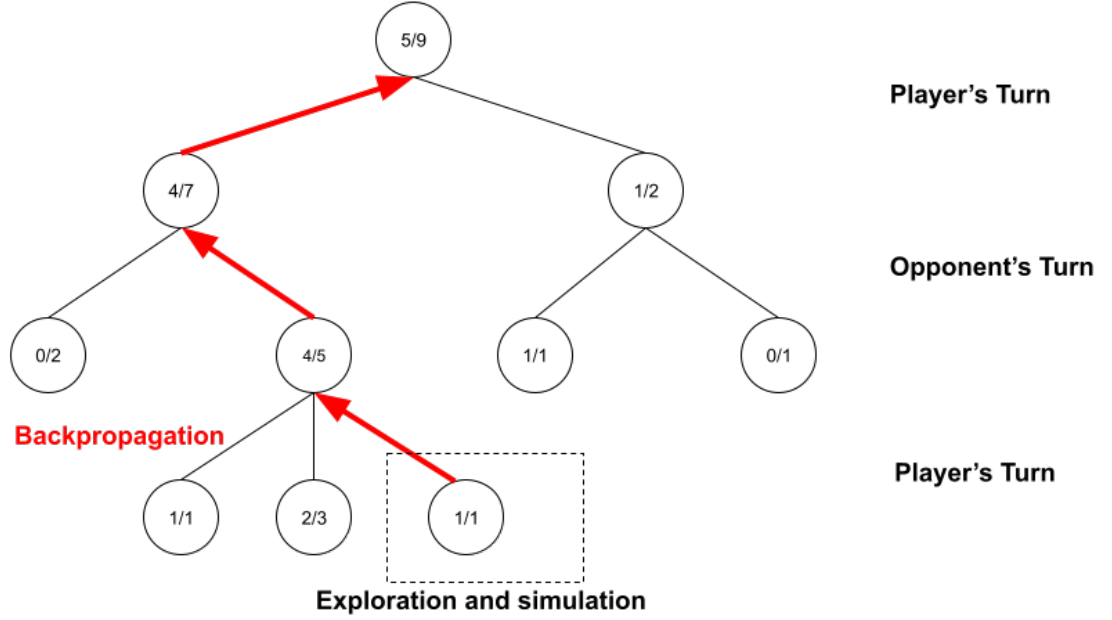 5/9
Player’s Turn
4/7
1/2
Opponent’s Turn
0/2
4/5
1/1
0/1
Backpropagation
Player’s Turn
1/1
2/3
1/1
Exploration and simulation